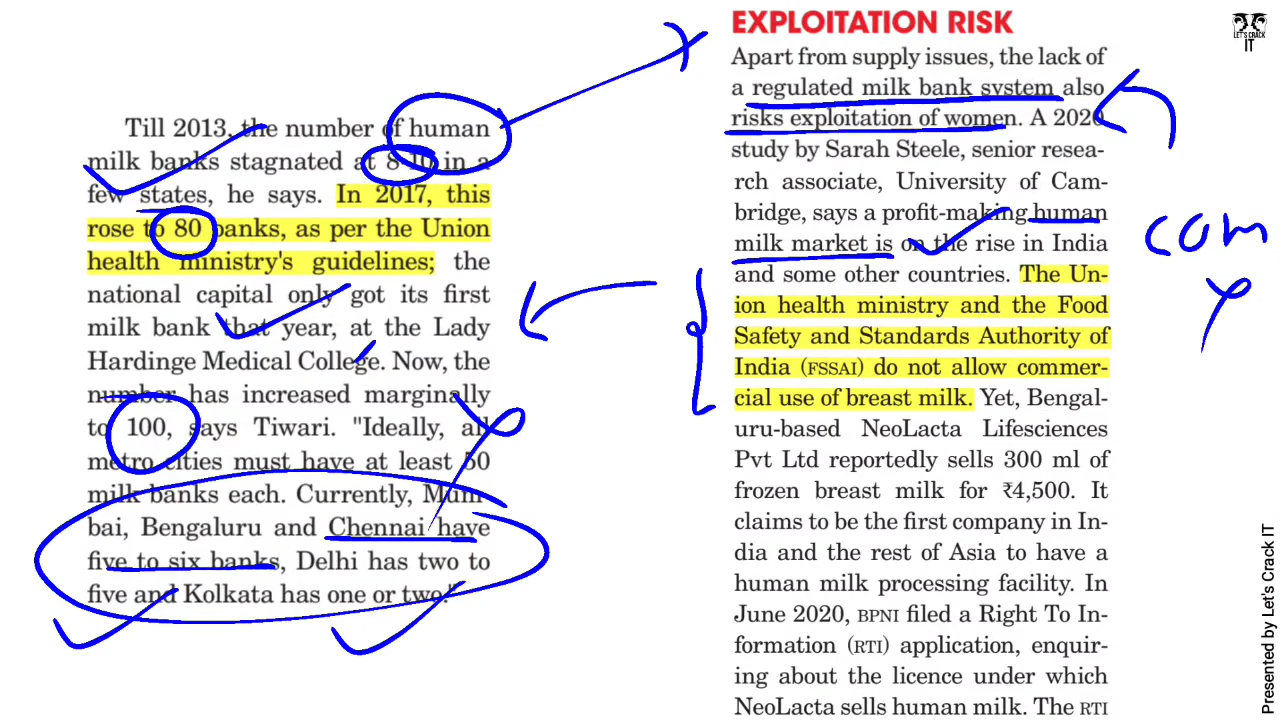 Till 2013, the number of human
milk banks stagnated at 8-10 in a
few states, he says. In 2017, this
rose to 80 banks, as per the Union
health ministry's guidelines; the
national capital only got its first
milk bank that year, at the Lady
Hardinge Medical College. Now, the
number has increased marginally
to 100, says Tiwari. "Ideally, all
metro cities must have at least 50
milk banks each. Currently, Mum-
bai, Bengaluru and Chennai have
five to six banks, Delhi has two to
five and Kolkata has one or two."
EXPLOITATION RISK
Apart from supply issues, the lack of
a regulated milk bank system also
risks exploitation of women. A 2020
study by Sarah Steele, senior resea-
rch associate, University of Cam-
bridge, says a profit-making human
milk market is on the rise in India
and some other countries. The Un-
ion health ministry and the Food
Safety and Standards Authority of
India (FSSAI) do not allow commer-
cial use of breast milk. Yet, Bengal-
uru-based NeoLacta Lifesciences
Pvt Ltd reportedly sells 300 ml of
frozen breast milk for ₹4,500. It
claims to be the first company in In-
dia and the rest of Asia to have a
human milk processing facility. In
June 2020, BPNI filed a Right To In-
formation (RTI) application, enquir-
ing about the licence under which
NeoLacta sells human milk. The RTI
com
LET'S CRACK
IT
Presented by Let's Crack IT